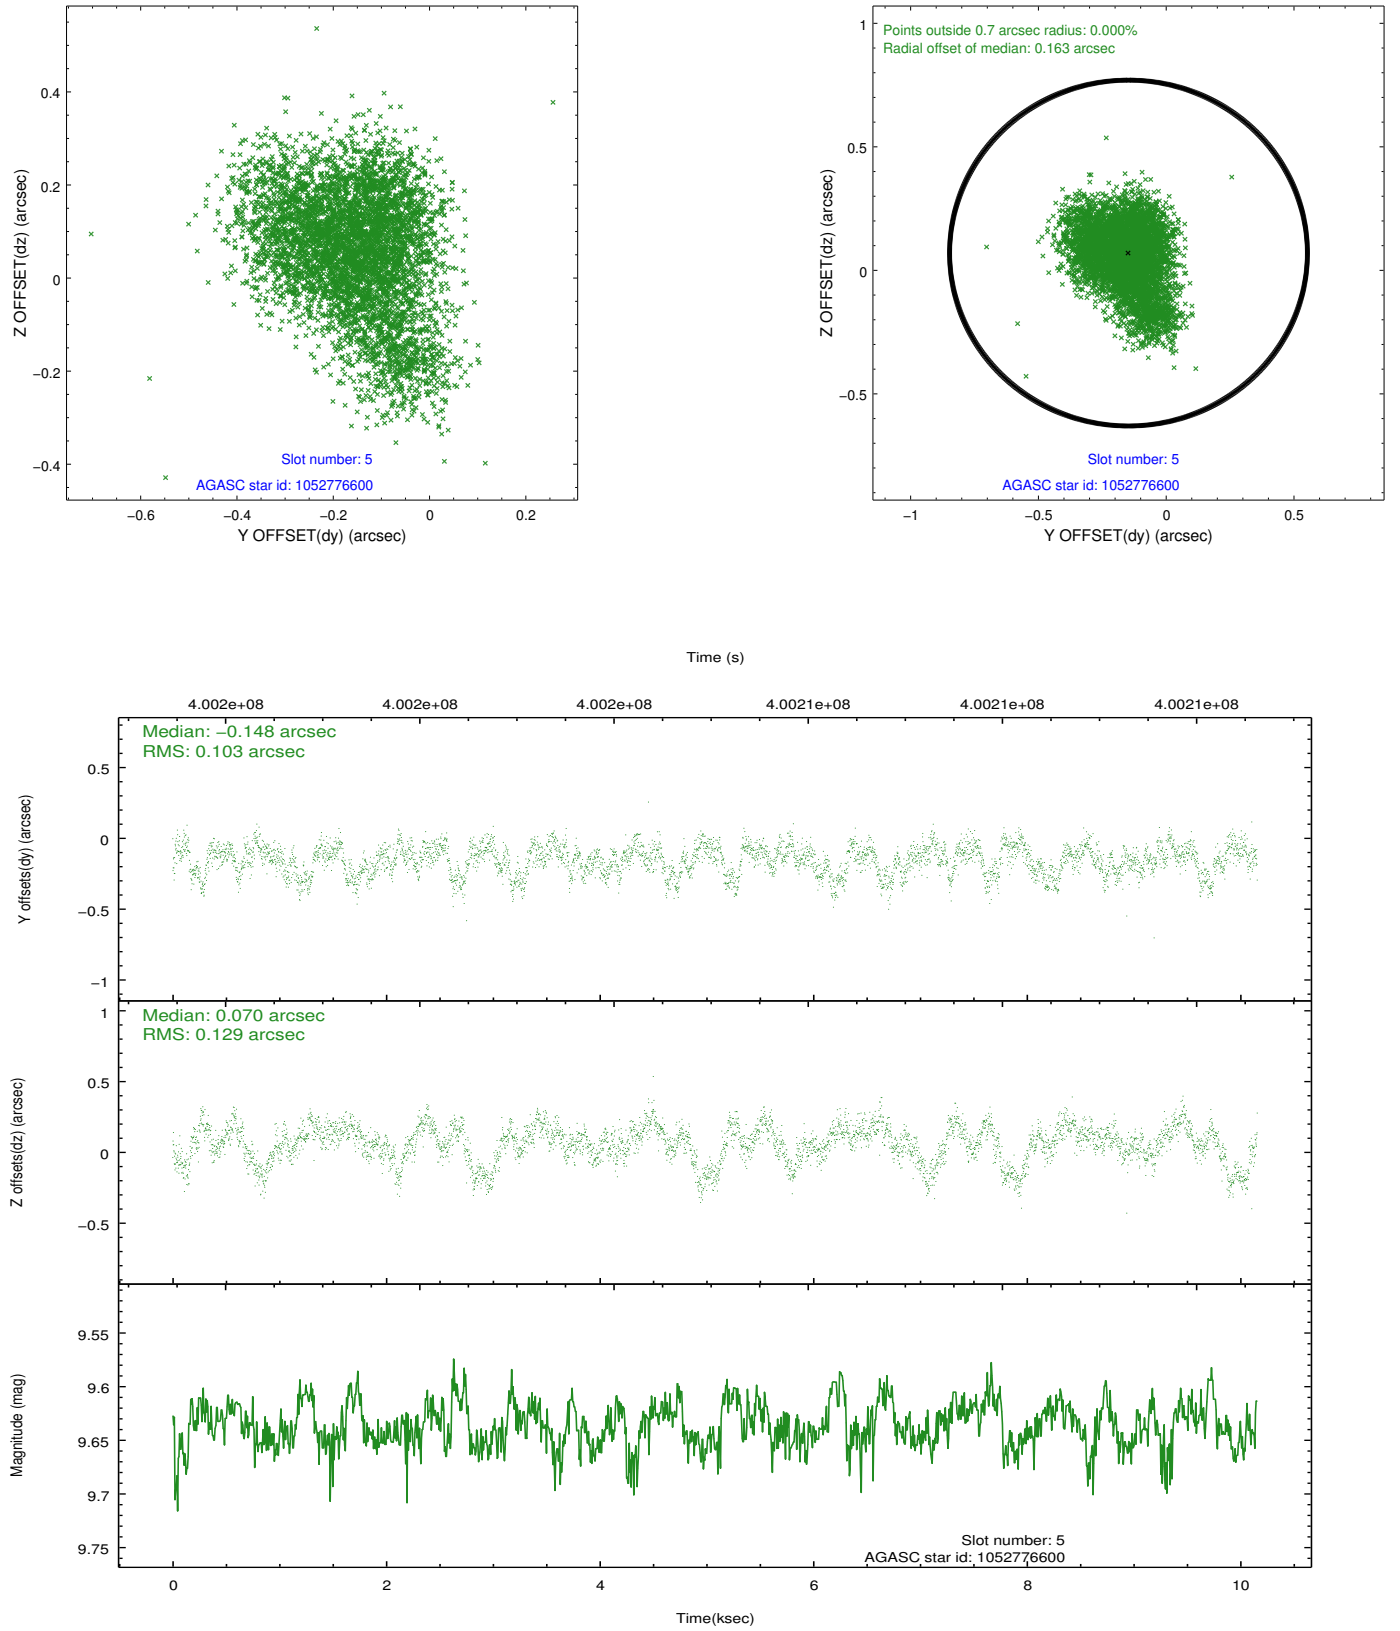 0.4
0.2
0
−0.2
−0.4
Z OFFSET(dz) (arcsec)
Slot number: 5
AGASC star id: 1052776600
−0.6 −0.4 −0.2 0 0.2
Y OFFSET(dy) (arcsec)
Points outside 0.7 arcsec radius: 0.000%
Radial offset of median: 0.163 arcsec
1
0.5
0
−0.5
Z OFFSET(dz) (arcsec)
Slot number: 5
AGASC star id: 1052776600
−1 −0.5 0 0.5
Y OFFSET(dy) (arcsec)
Time (s)
4.002e+08 4.002e+08 4.002e+08 4.0021e+08 4.0021e+08 4.0021e+08
Median: −0.148 arcsec
RMS: 0.103 arcsec
0.5
0
−0.5
−1
Y offsets(dy) (arcsec)
Median: 0.070 arcsec
RMS: 0.129 arcsec
1
0.5
0
−0.5
Z offsets(dz) (arcsec)
9.55
9.6
9.65
9.7
9.75
Magnitude (mag)
Slot number: 5
AGASC star id: 1052776600
0 2 4 6 8 10
Time(ksec)